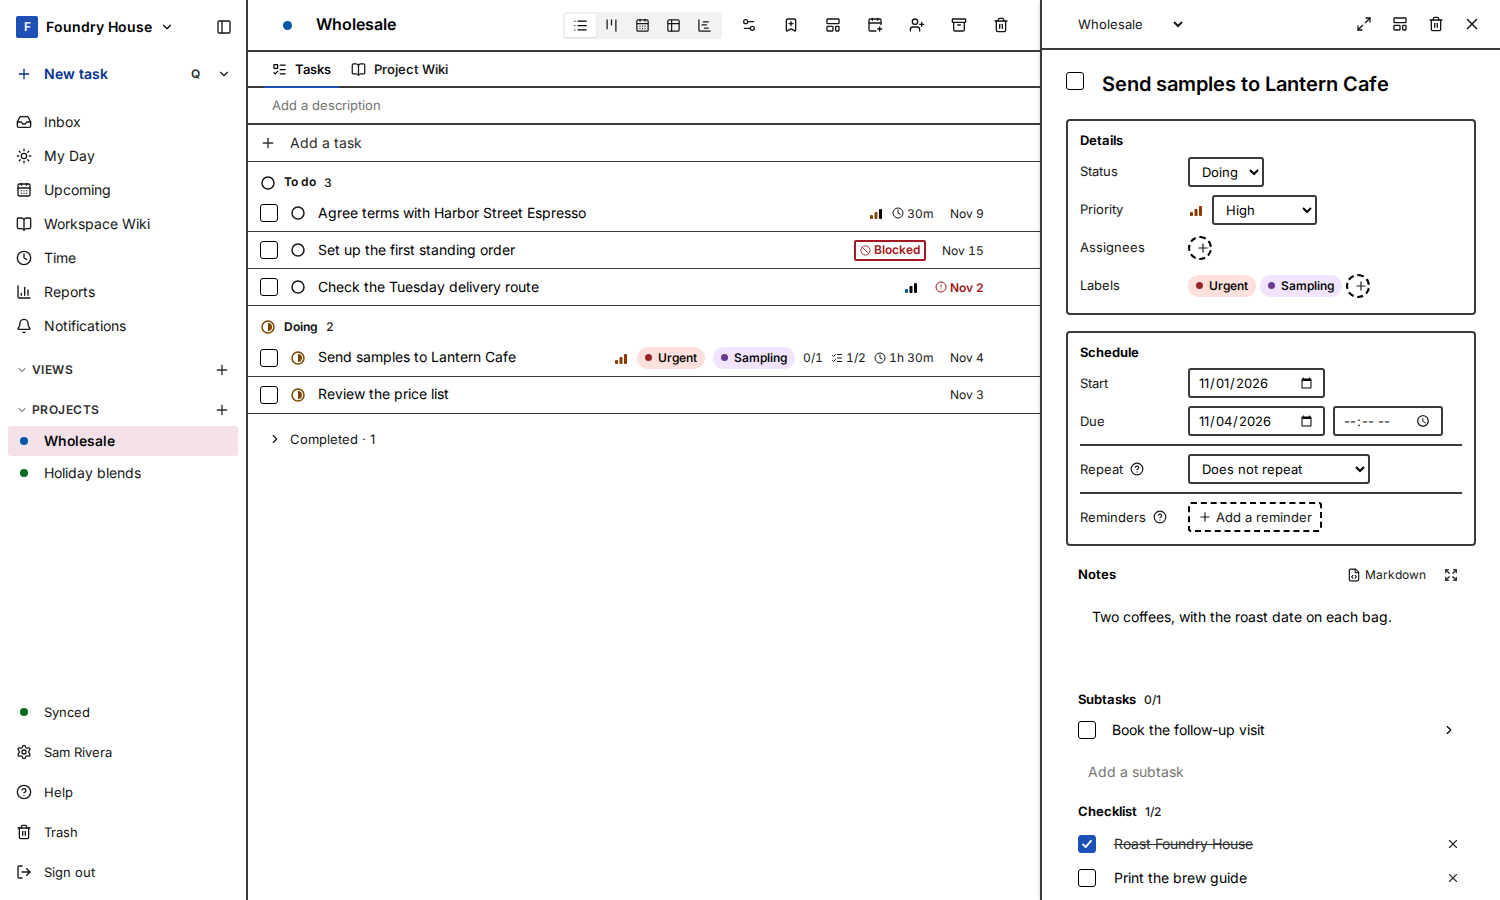 F Foundry House
New task Q
Inbox
My Day
Upcoming
Workspace Wiki
Time
Reports
Notifications
VIEWS
PROJECTS
Wholesale
Holiday blends
Synced
Sam Rivera
Help
Trash
Sign out
Wholesale
Tasks Project Wiki
Add a description
Add a task
To do 3
Agree terms with Harbor Street Espresso 30m Nov 9
Set up the first standing order Blocked Nov 15
Check the Tuesday delivery route Nov 2
Doing 2
Send samples to Lantern Cafe Urgent Sampling 0/1 1/2 1h 30m Nov 4
Review the price list Nov 3
Completed · 1
Wholesale
Send samples to Lantern Cafe
Details
Status Doing
Priority High
Assignees
Labels Urgent Sampling
Schedule
Start 11/01/2026
Due 11/04/2026 --:-- --
Repeat Does not repeat
Reminders + Add a reminder
Notes Markdown
Two coffees, with the roast date on each bag.
Subtasks 0/1
Book the follow-up visit
Add a subtask
Checklist 1/2
Roast Foundry House
Print the brew guide